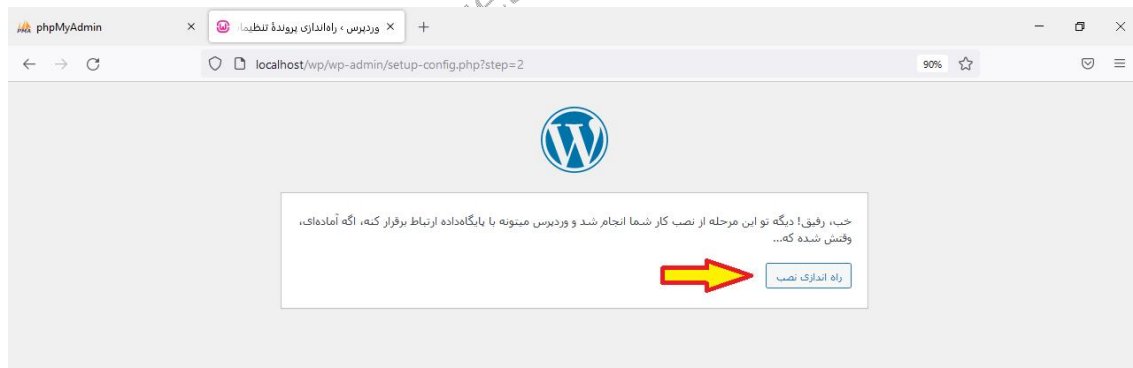 phpMyAdmin
وردپرس › راه‌اندازی پروندهٔ تنظیما
localhost/wp/wp-admin/setup-config.php?step=2
90%
خب، رفیق! دیگه تو این مرحله از نصب کار شما انجام شد و وردپرس میتونه با پایگاه‌داده ارتباط برقرار کنه، اگه آماده‌ای،
وقتش شده که...
راه اندازی نصب